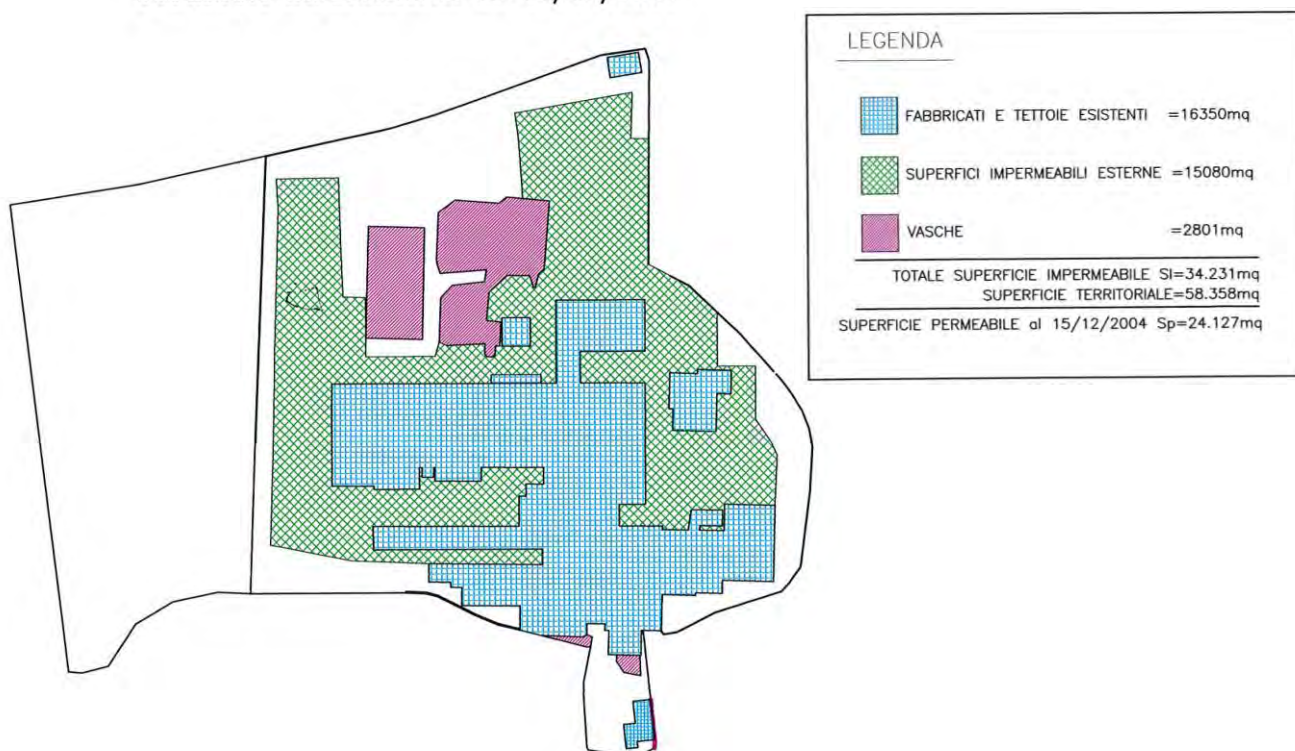 LEGENDA
FABBRICATI E TETTOIE ESISTENTI =16350mq
SUPERFICI IMPERMEABILI ESTERNE =15080mq
VASCHE =2801mq
TOTALE SUPERFICIE IMPERMEABILE SI=34.231mq
SUPERFICIE TERRITORIALE=58.358mq
SUPERFICIE PERMEABILE al 15/12/2004 Sp=24.127mq